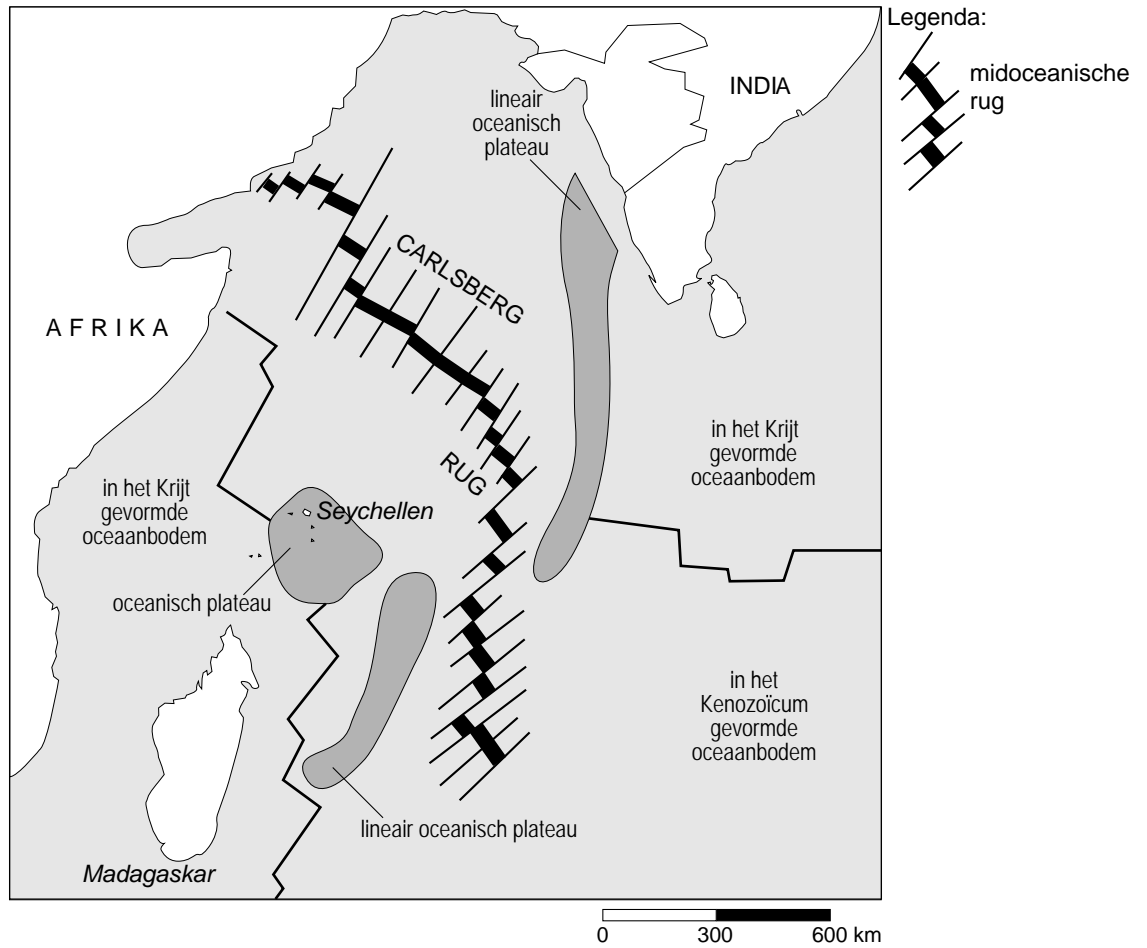 Legenda:
midoceanische
rug
INDIA
lineair
oceanisch
plateau
CARLSBERG
RUG
AFRIKA
in het Krijt
gevormde
oceaanbodem
in het Krijt
gevormde
oceaanbodem
Seychellen
oceanisch plateau
in het
Kenozoïcum
gevormde
oceaanbodem
lineair oceanisch plateau
Madagaskar
0 300 600 km